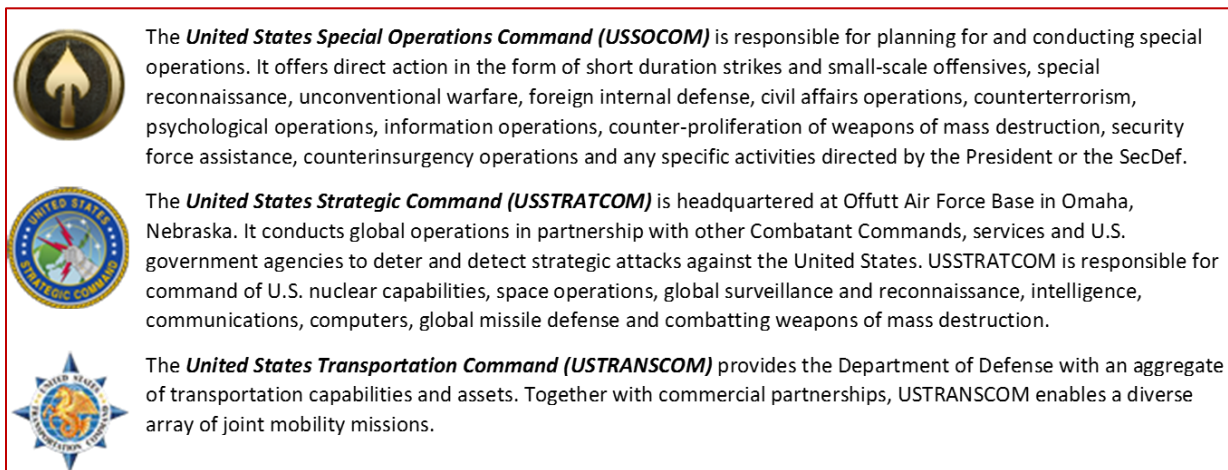 The United States Special Operations Command (USSOCOM) is responsible for planning for and conducting special
operations. It offers direct action in the form of short duration strikes and small-scale offensives, special
reconnaissance, unconventional warfare, foreign internal defense, civil affairs operations, counterterrorism,
psychological operations, information operations, counter-proliferation of weapons of mass destruction, security
force assistance, counterinsurgency operations and any specific activities directed by the President or the SecDef.
UNITED STATES
STRATEGIC COMMAND
The United States Strategic Command (USSTRATCOM) is headquartered at Offutt Air Force Base in Omaha,
Nebraska. It conducts global operations in partnership with other Combatant Commands, services and U.S.
government agencies to deter and detect strategic attacks against the United States. USSTRATCOM is responsible for
command of U.S. nuclear capabilities, space operations, global surveillance and reconnaissance, intelligence,
communications, computers, global missile defense and combatting weapons of mass destruction.
UNITED STATES
TRANSPORTATION COMMAND
The United States Transportation Command (USTRANSCOM) provides the Department of Defense with an aggregate
of transportation capabilities and assets. Together with commercial partnerships, USTRANSCOM enables a diverse
array of joint mobility missions.